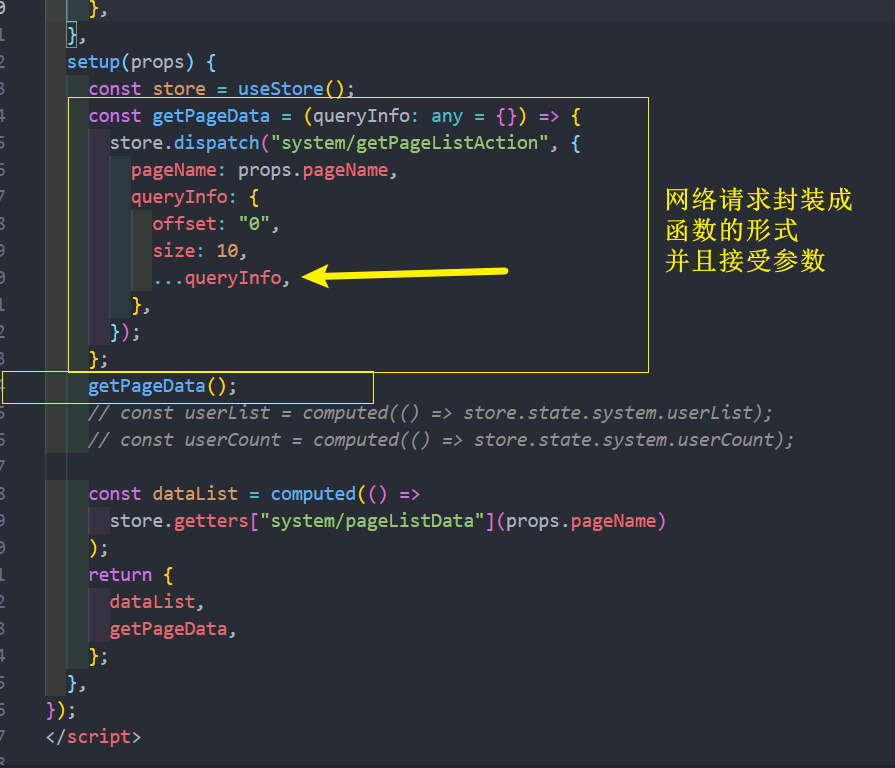 },
},
setup(props) {
const store = useStore();
const getPageData = (queryInfo: any = {}) => {
store.dispatch("system/getPageListAction", {
pageName: props.pageName,
queryInfo: {
offset: "0",
size: 10,
...queryInfo,
},
});
};
getPageData();
// const userList = computed(() => store.state.system.userList);
// const userCount = computed(() => store.state.system.userCount);
const dataList = computed(() =>
store.getters["system/pageListData"](props.pageName)
);
return {
dataList,
getPageData,
};
},
});
</script>
网络请求封装成
函数的形式
并且接受参数